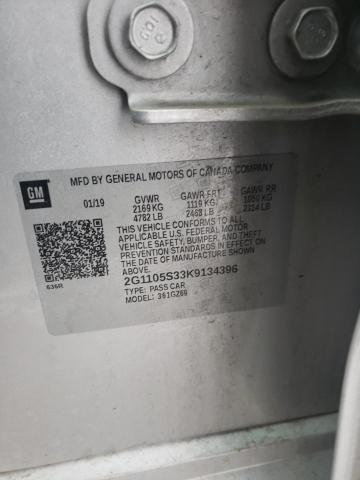 MFD BY GENERAL MOTORS OF CANADA COMPANY
GM
01/19 GVWR GAWR FRT GAWR RR
2169 KG 1119 KG 1050 KG
4782 LB 2468 LB 2314 LB
THIS VEHICLE CONFORMS TO ALL
APPLICABLE U.S. FEDERAL MOTOR
VEHICLE SAFETY, BUMPER, AND THEFT
PREVENTION STANDARDS IN EFFECT
ON THE DATE OF MANUFACTURE
SHOWN ABOVE.
2G1105S33K9134396
636R
TYPE: PASS CAR
MODEL: 361GZ69